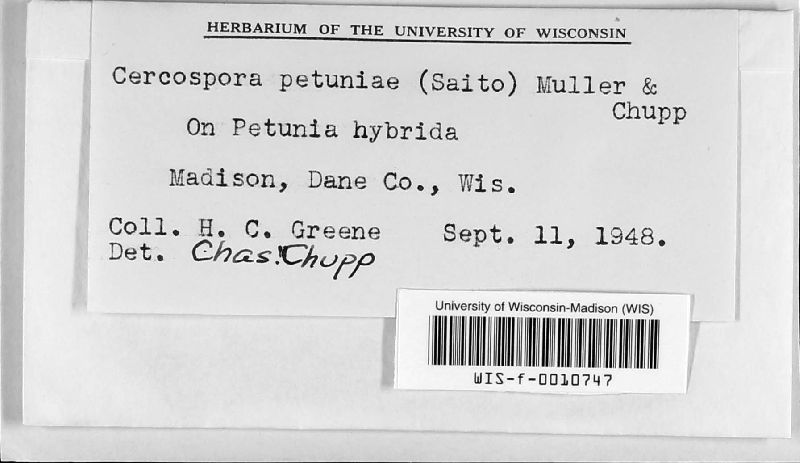 HERBARIUM OF THE UNIVERSITY OF WISCONSIN
Cercospora petuniae (Saito) Muller &
Chupp
On Petunia hybrida
Madison, Dane Co., Wis.
Coll. H. C. Greene Sept. 11, 1948.
Det. Chas. Chupp
University of Wisconsin-Madison (WIS)
WIS-f-0010747